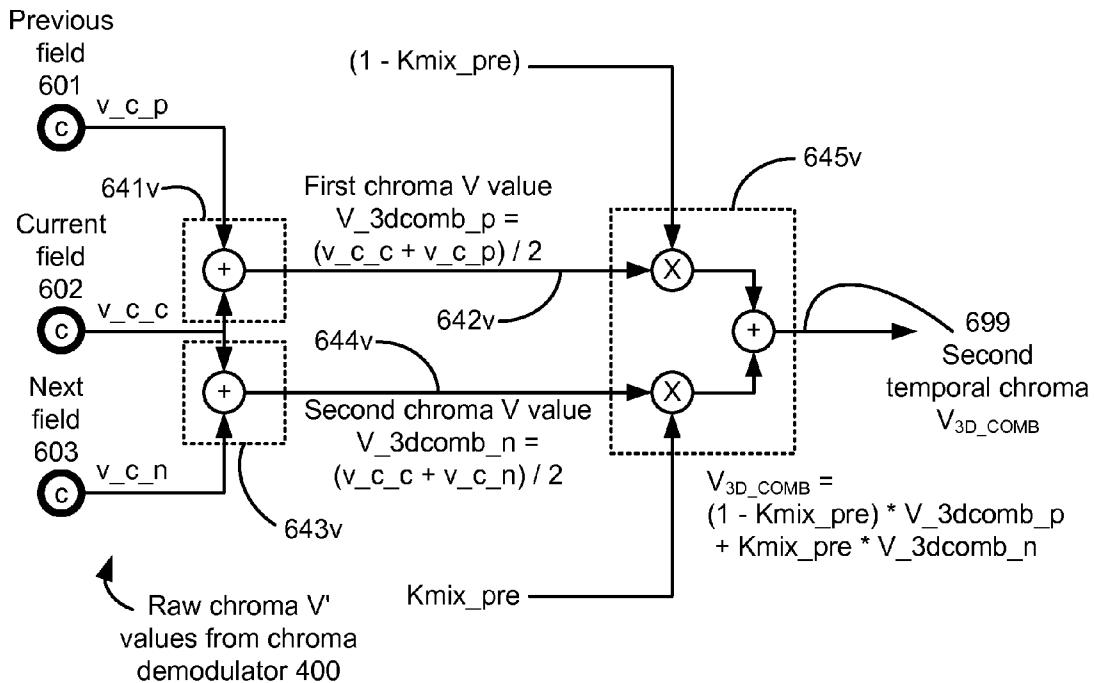 Previous
field
601
c
v_c_p
(1 - Kmix_pre)
645v
641v
First chroma V value
V_3dcomb_p =
(v_c_c + v_c_p) / 2
Current
field
602
c
v_c_c
+
X
642v
+
699
Second
temporal chroma
V3D_COMB
644v
Next
field
603
c
v_c_n
+
X
Second chroma V value
V_3dcomb_n =
(v_c_c + v_c_n) / 2
643v
V3D_COMB =
(1 - Kmix_pre) * V_3dcomb_p
+ Kmix_pre * V_3dcomb_n
Kmix_pre
Raw chroma V'
values from chroma
demodulator 400